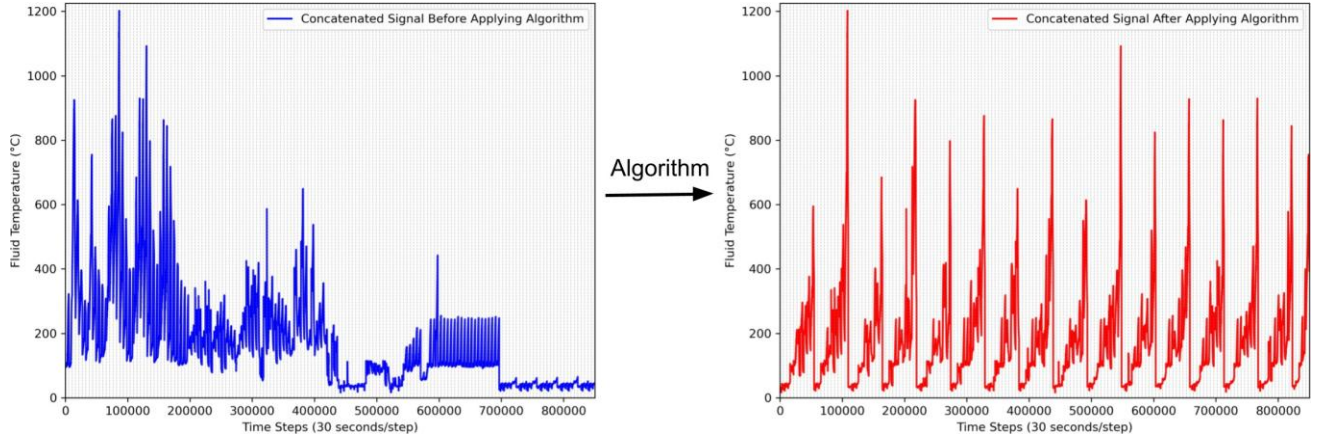 Concatenated Signal Before Applying Algorithm
1200
1000
800
600
400
200
0
Fluid Temperature (°C)
0 100000 200000 300000 400000 500000 600000 700000 800000
Time Steps (30 seconds/step)
Algorithm
Concatenated Signal After Applying Algorithm
1200
1000
800
600
400
200
0
Fluid Temperature (°C)
0 100000 200000 300000 400000 500000 600000 700000 800000
Time Steps (30 seconds/step)